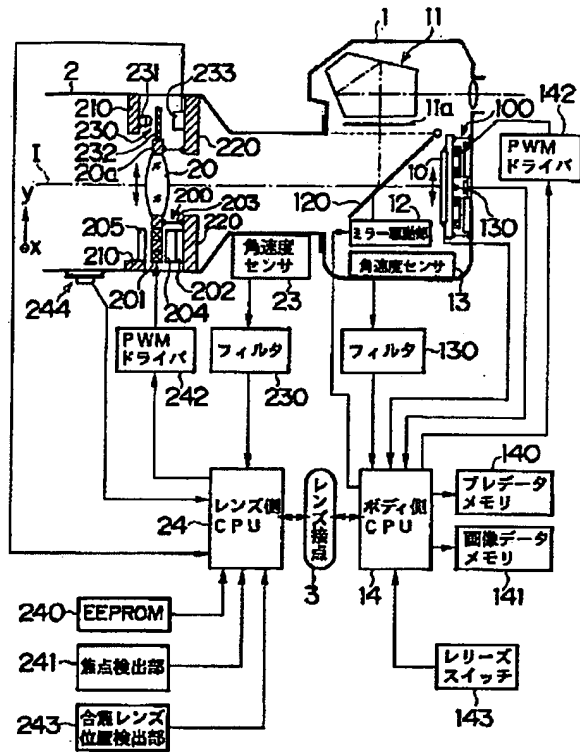 1
11
2
231
233
210
230
232
20a
11a
100
142
PWM
ドライバ
I
20
10
y
200
203
220
120
12
130
x
205
220
ミラー駆動部
210
角速度
センサ
角速度センサ
13
201
202
23
244
204
PWM
ドライバ
フィルタ
フィルタ
130
242
230
140
レンズ側
CPU
レンズ接点
ボディ側
CPU
ブレデータ
メモリ
24
画像データ
メモリ
3
14
141
240
EEPROM
241
焦点検出部
レリーズ
スイッチ
243
合焦レンズ
位置検出部
143